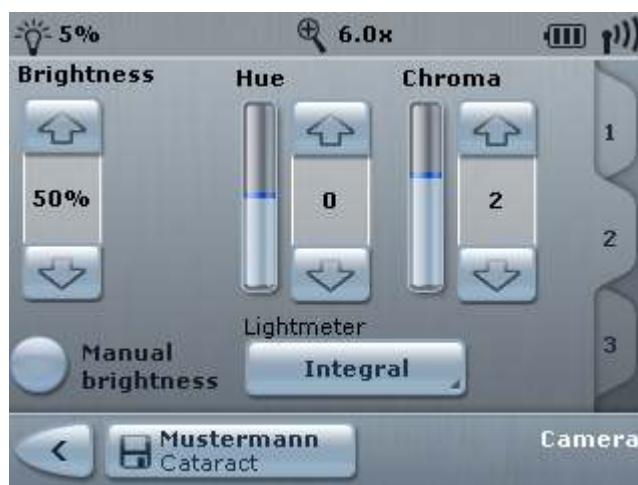 5%
6.0x
Brightness
Hue
Chroma
50%
0
2
1
2
3
Lightmeter
Manual
brightness
Integral
Mustermann
Cataract
Camera